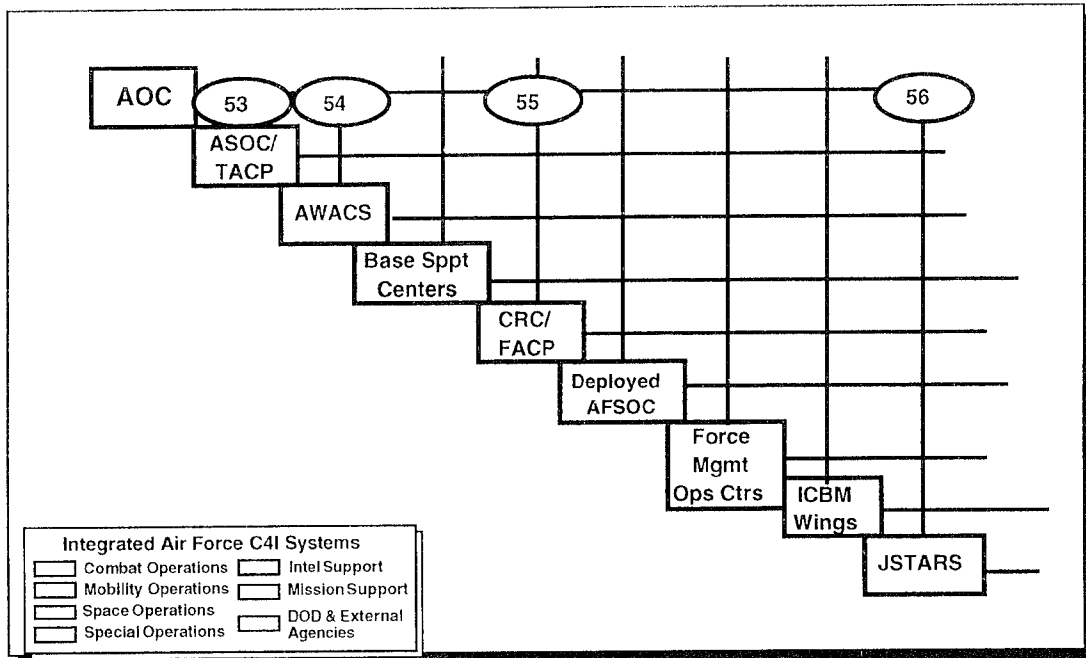 AOC
53
54
55
56
ASOC/
TACP
AWACS
Base Sppt
Centers
CRC/
FACP
Deployed
AFSOC
Force
Mgmt
Ops Ctrs
ICBM
Wings
JSTARS
Integrated Air Force C4I Systems
Combat Operations
Intel Support
Mobility Operations
Mission Support
Space Operations
DOD & External
Agencies
Special Operations